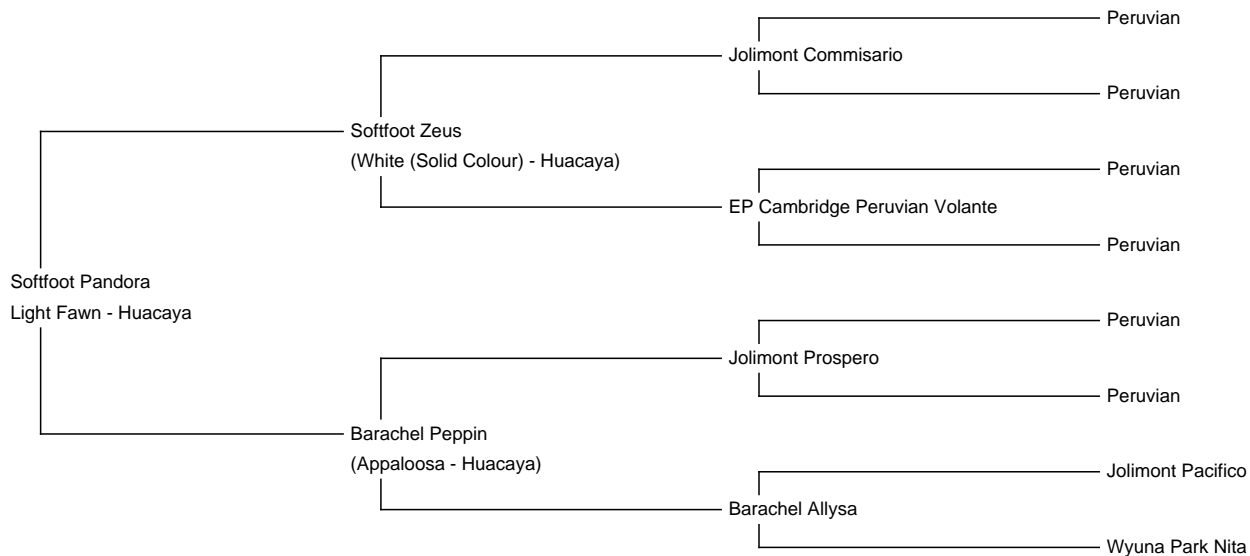 Peruvian
Jolimont Commisario
Peruvian
Softfoot Zeus
(White (Solid Colour) - Huacaya)
Peruvian
EP Cambridge Peruvian Volante
Peruvian
Softfoot Pandora
Light Fawn - Huacaya
Peruvian
Jolimont Prospero
Peruvian
Barachel Peppin
(Appaloosa - Huacaya)
Jolimont Pacifico
Barachel Allysa
Wyuna Park Nita